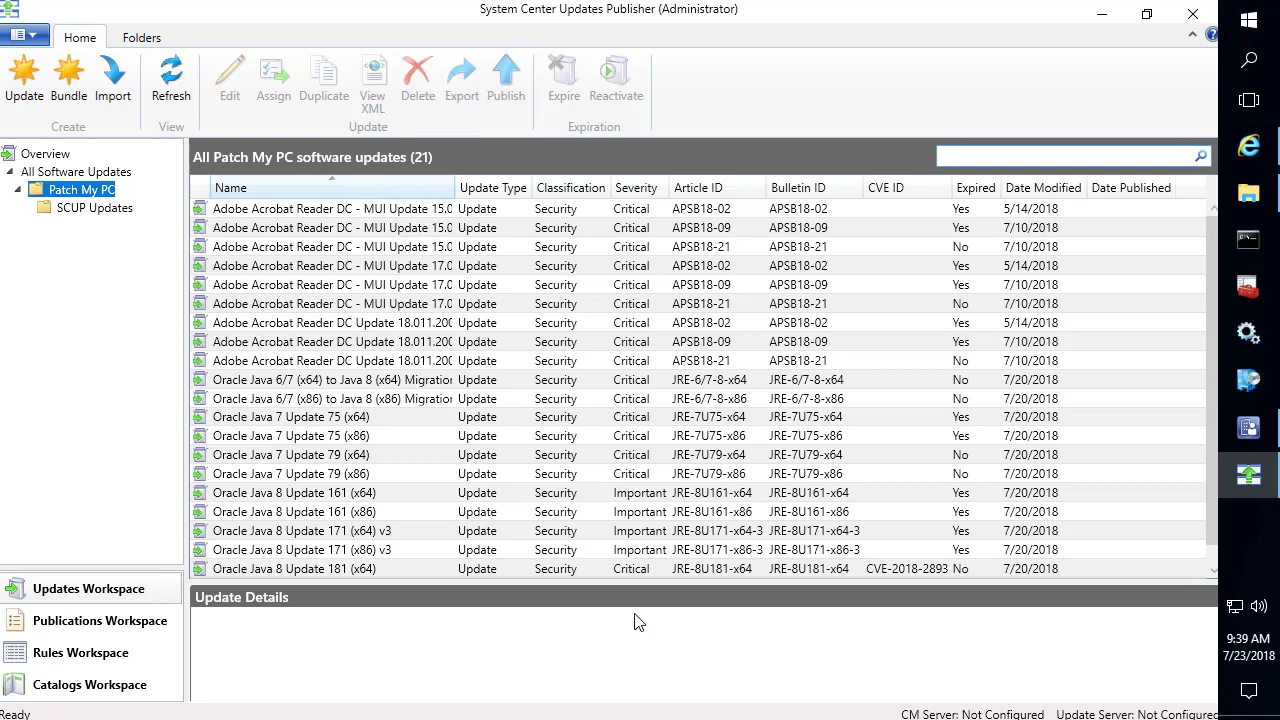 System Center Updates Publisher (Administrator)
Home Folders
Update Bundle Import Refresh Edit Assign Duplicate View XML Delete Export Publish Expire Reactivate
Create View Update Expiration
Overview
All Software Updates
Patch My PC
SCUP Updates
All Patch My PC software updates (21)
Name Update Type Classification Severity Article ID Bulletin ID CVE ID Expired Date Modified Date Published
Adobe Acrobat Reader DC - MUI Update 15.0 Update Security Critical APSB18-02 APSB18-02 Yes 5/14/2018
Adobe Acrobat Reader DC - MUI Update 15.0 Update Security Critical APSB18-09 APSB18-09 Yes 7/10/2018
Adobe Acrobat Reader DC - MUI Update 15.0 Update Security Critical APSB18-21 APSB18-21 No 7/10/2018
Adobe Acrobat Reader DC - MUI Update 17.0 Update Security Critical APSB18-02 APSB18-02 Yes 5/14/2018
Adobe Acrobat Reader DC - MUI Update 17.0 Update Security Critical APSB18-09 APSB18-09 Yes 7/10/2018
Adobe Acrobat Reader DC - MUI Update 17.0 Update Security Critical APSB18-21 APSB18-21 No 7/10/2018
Adobe Acrobat Reader DC Update 18.011.200 Update Security Critical APSB18-02 APSB18-02 Yes 5/14/2018
Adobe Acrobat Reader DC Update 18.011.200 Update Security Critical APSB18-09 APSB18-09 Yes 7/10/2018
Adobe Acrobat Reader DC Update 18.011.200 Update Security Critical APSB18-21 APSB18-21 No 7/10/2018
Oracle Java 6/7 (x64) to Java 8 (x64) Migration Update Security Critical JRE-6/7-8-x64 JRE-6/7-8-x64 No 7/20/2018
Oracle Java 6/7 (x86) to Java 8 (x86) Migration Update Security Critical JRE-6/7-8-x86 JRE-6/7-8-x86 No 7/20/2018
Oracle Java 7 Update 75 (x64) Update Security Critical JRE-7U75-x64 JRE-7U75-x64 Yes 7/20/2018
Oracle Java 7 Update 75 (x86) Update Security Critical JRE-7U75-x86 JRE-7U75-x86 Yes 7/20/2018
Oracle Java 7 Update 79 (x64) Update Security Critical JRE-7U79-x64 JRE-7U79-x64 No 7/20/2018
Oracle Java 7 Update 79 (x86) Update Security Critical JRE-7U79-x86 JRE-7U79-x86 No 7/20/2018
Oracle Java 8 Update 161 (x64) Update Security Important JRE-8U161-x64 JRE-8U161-x64 Yes 7/20/2018
Oracle Java 8 Update 161 (x86) Update Security Important JRE-8U161-x86 JRE-8U161-x86 Yes 7/20/2018
Oracle Java 8 Update 171 (x64) v3 Update Security Important JRE-8U171-x64-3 JRE-8U171-x64-3 Yes 7/20/2018
Oracle Java 8 Update 171 (x86) v3 Update Security Important JRE-8U171-x86-3 JRE-8U171-x86-3 Yes 7/20/2018
Oracle Java 8 Update 181 (x64) Update Security Critical JRE-8U181-x64 JRE-8U181-x64 CVE-2018-2893 No 7/20/2018
Update Details
Updates Workspace
Publications Workspace
Rules Workspace
Catalogs Workspace
9:39 AM
7/23/2018
Ready CM Server: Not Configured Update Server: Not Configured